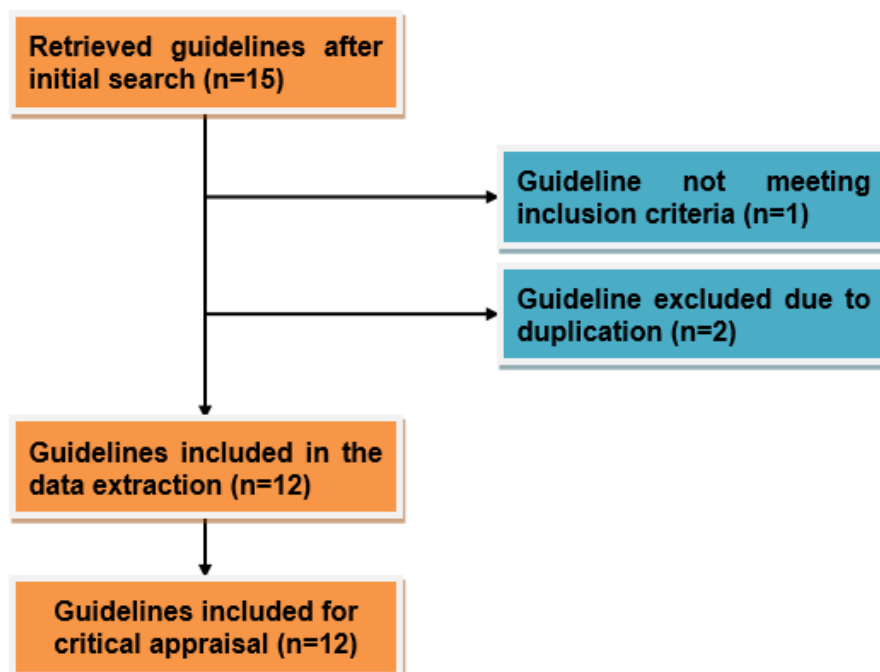 Retrieved guidelines after
initial search (n=15)
Guideline not meeting
inclusion criteria (n=1)
Guideline excluded due to
duplication (n=2)
Guidelines included in the
data extraction (n=12)
Guidelines included for
critical appraisal (n=12)